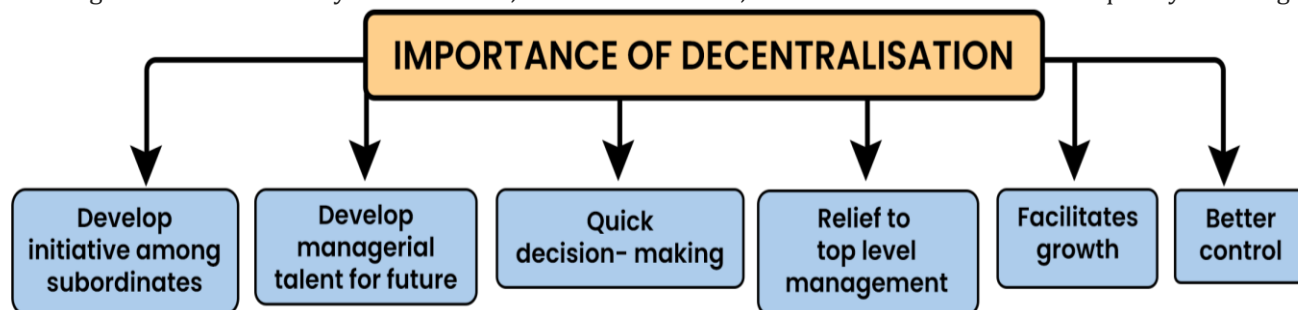 IMPORTANCE OF DECENTRALISATION
Develop
initiative among
subordinates
Develop
managerial
talent for future
Quick
decision- making
Relief to
top level
management
Facilitates
growth
Better
control